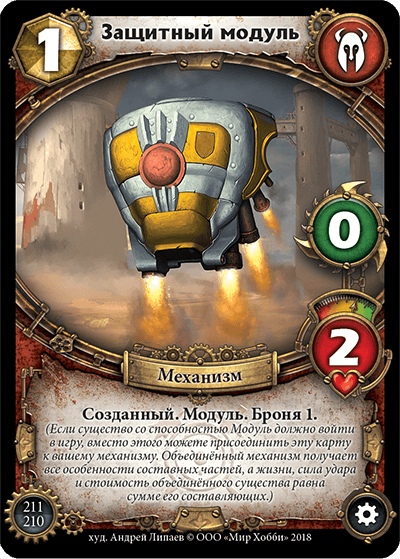 1
Защитный модуль
0
2
Механизм
Созданный. Модуль. Броня 1.
(Если существо со способностью Модуль должно войти
в игру, вместо этого можете присоединить эту карту
к вашему механизму. Объединённый механизм получает
все особенности составных частей, а жизни, сила удара
и стоимость объединённого существа равна
сумме его составляющих.)
211
210
худ. Андрей Липаев © ООО «Мир Хобби» 2018